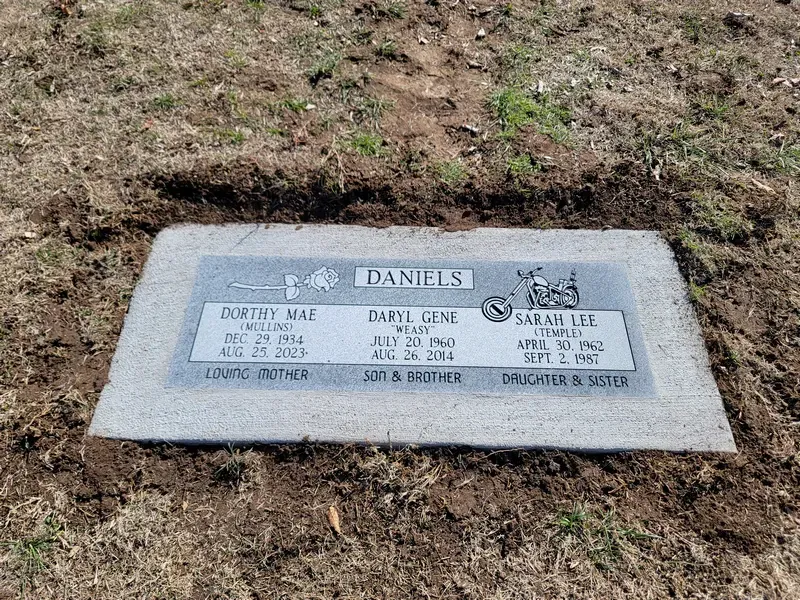 DANIELS
DORTHY MAE
(MULLINS)
DEC. 29, 1934
AUG. 25, 2023
LOVING MOTHER
DARYL GENE
"WEASY"
JULY 20, 1960
AUG. 26, 2014
SON & BROTHER
SARAH LEE
(TEMPLE)
APRIL 30, 1962
SEPT. 2, 1987
DAUGHTER & SISTER